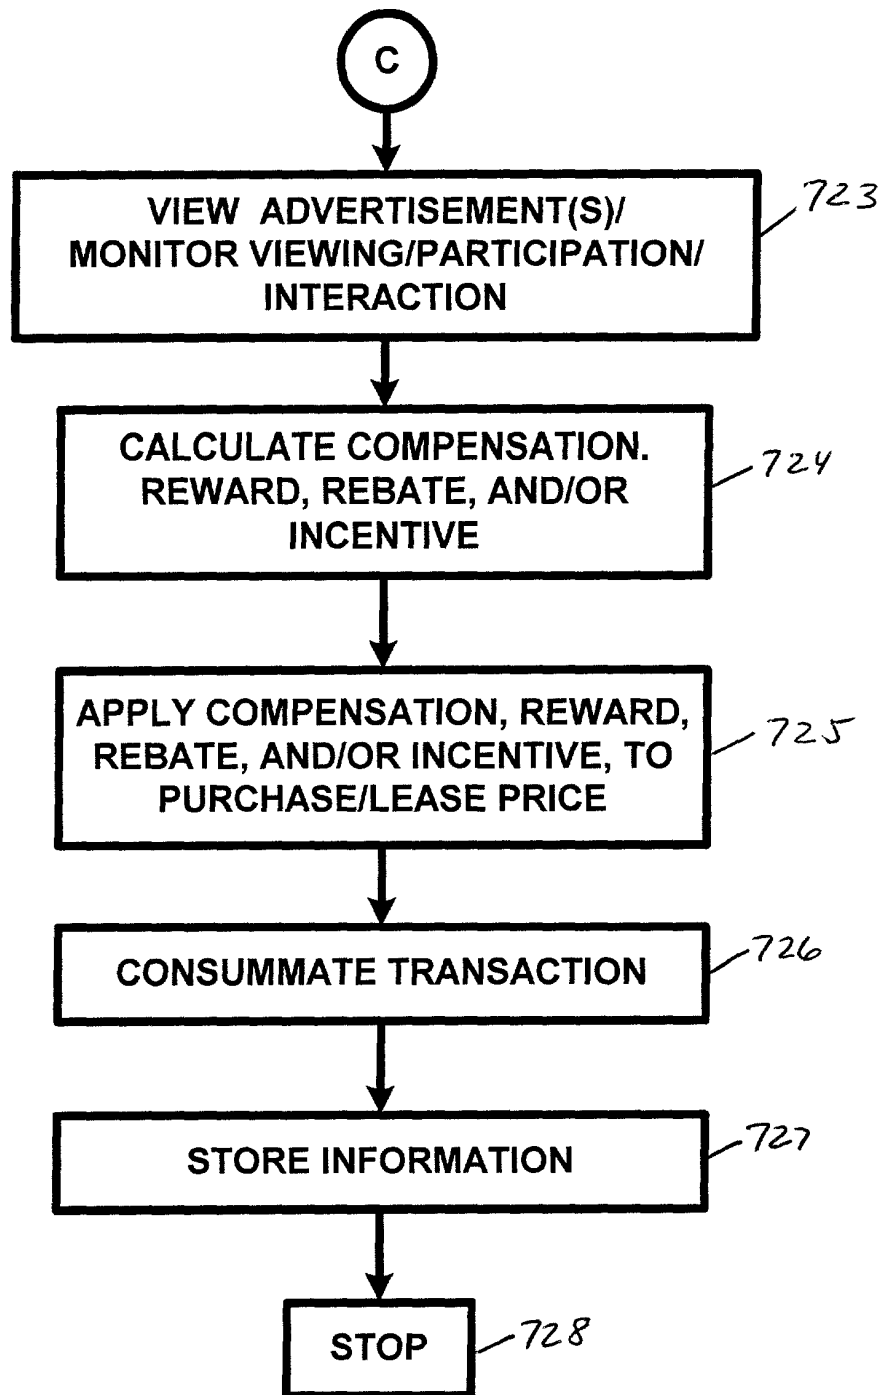 C
VIEW ADVERTISEMENT(S)/
MONITOR VIEWING/PARTICIPATION/
INTERACTION
723
CALCULATE COMPENSATION.
REWARD, REBATE, AND/OR
INCENTIVE
724
APPLY COMPENSATION, REWARD,
REBATE, AND/OR INCENTIVE, TO
PURCHASE/LEASE PRICE
725
CONSUMMATE TRANSACTION
726
STORE INFORMATION
727
STOP
728